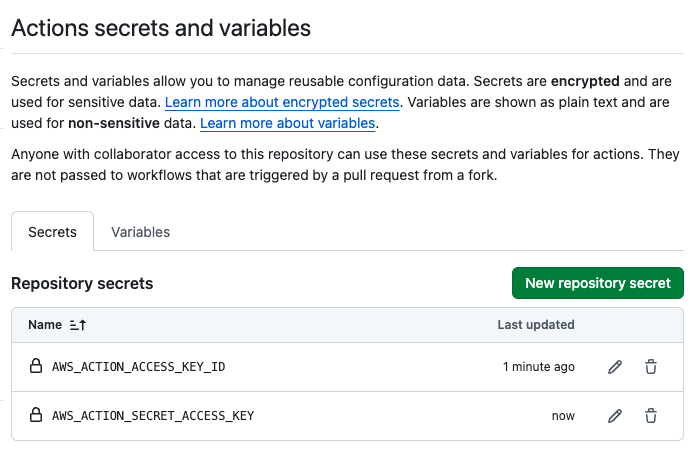 Actions secrets and variables
Secrets and variables allow you to manage reusable configuration data. Secrets are encrypted and are
used for sensitive data. Learn more about encrypted secrets. Variables are shown as plain text and are
used for non-sensitive data. Learn more about variables.
Anyone with collaborator access to this repository can use these secrets and variables for actions. They
are not passed to workflows that are triggered by a pull request from a fork.
Secrets Variables
Repository secrets New repository secret
Name Last updated
AWS_ACTION_ACCESS_KEY_ID 1 minute ago
AWS_ACTION_SECRET_ACCESS_KEY now